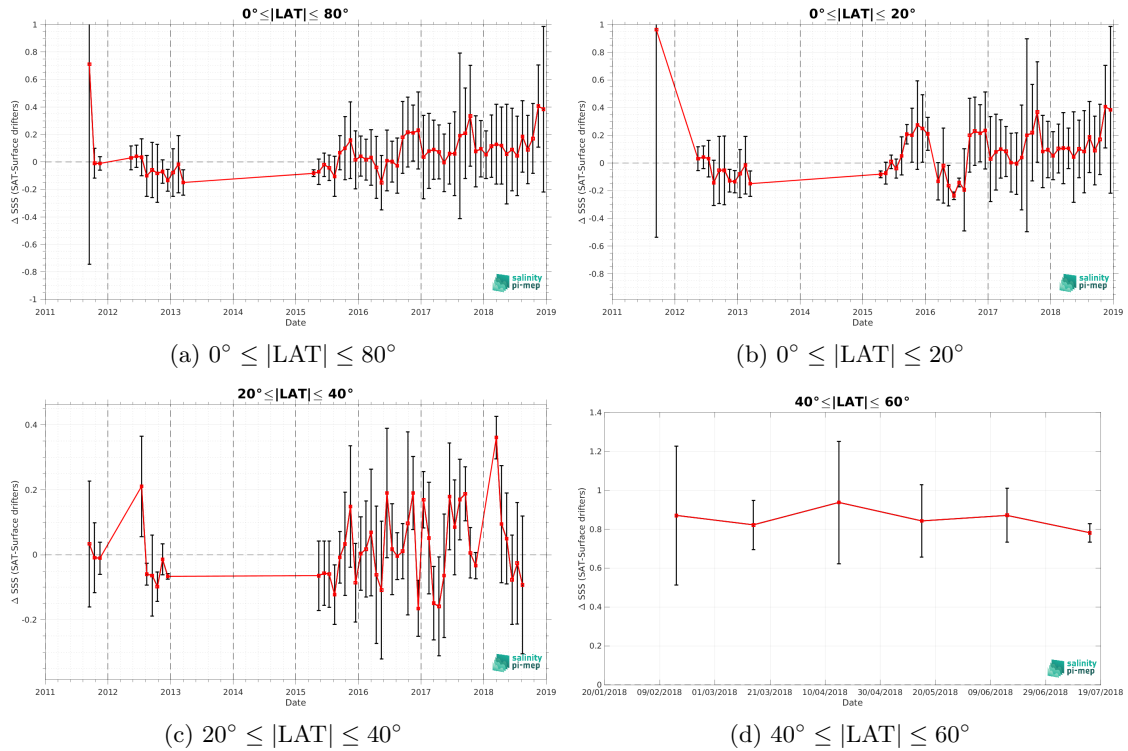 0°≤|LAT|≤ 80°
Δ SSS (SAT-Surface drifters)
1
0.8
0.6
0.4
0.2
0
-0.2
-0.4
-0.6
-0.8
-1
2011 2012 2013 2014 2015 2016 2017 2018 2019
Date
salinity
pi-mep
(a) 0° ≤ |LAT| ≤ 80°
0°≤|LAT|≤ 20°
Δ SSS (SAT-Surface drifters)
1
0.8
0.6
0.4
0.2
0
-0.2
-0.4
-0.6
-0.8
2011 2012 2013 2014 2015 2016 2017 2018 2019
Date
salinity
pi-mep
(b) 0° ≤ |LAT| ≤ 20°
20°≤|LAT|≤ 40°
Δ SSS (SAT-Surface drifters)
0.4
0.2
0
-0.2
2011 2012 2013 2014 2015 2016 2017 2018 2019
Date
salinity
pi-mep
(c) 20° ≤ |LAT| ≤ 40°
40°≤|LAT|≤ 60°
Δ SSS (SAT-Surface drifters)
1.4
1.2
1
0.8
0.6
0.4
0.2
0
20/01/2018 09/02/2018 01/03/2018 21/03/2018 10/04/2018 30/04/2018 20/05/2018 09/06/2018 29/06/2018 19/07/2018
Date
salinity
pi-mep
(d) 40° ≤ |LAT| ≤ 60°